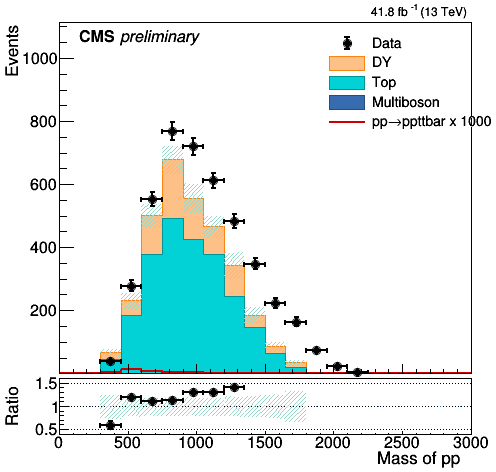 41.8 fb⁻¹ (13 TeV)
CMS preliminary
Events
Data
DY
Top
Multiboson
pp→ppttbar x 1000
1000
800
600
400
200
Ratio
1.5
1
0.5
0 500 1000 1500 2000 2500 3000
Mass of pp